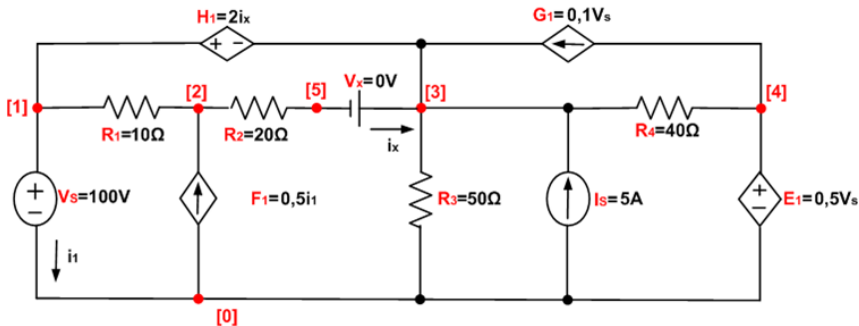 H1=2ix
G1=0,1Vs
+ -
[1]
[2]
[5]
Vx=0V
[3]
[4]
R1=10Ω
R2=20Ω
ix
R4=40Ω
+
-
Vs=100V
F1=0,5i1
R3=50Ω
Is=5A
+
-
E1=0,5Vs
i1
[0]